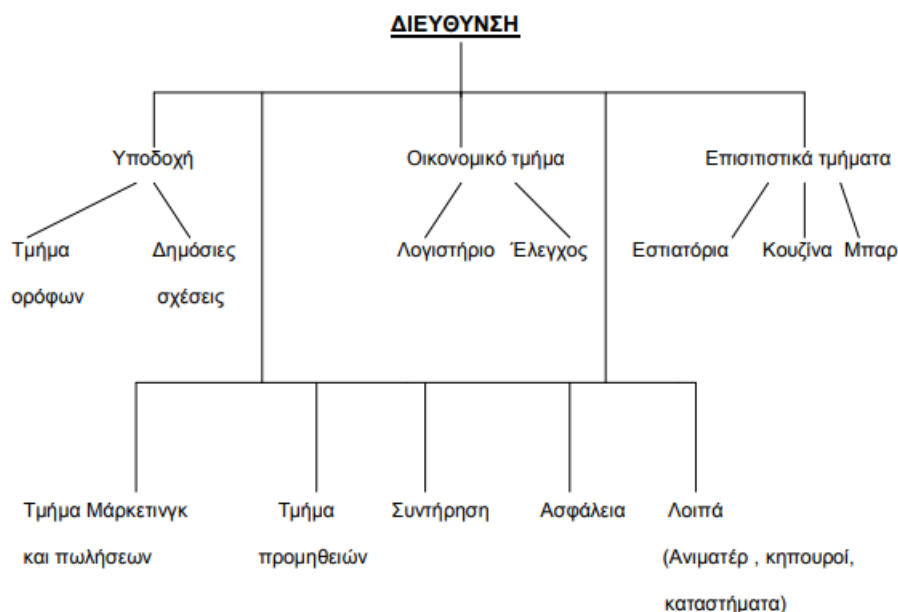 ΔΙΕΥΘΥΝΣΗ
Υποδοχή
Οικονομικό τμήμα
Επισιτιστικά τμήματα
Τμήμα
ορόφων
Δημόσιες
σχέσεις
Λογιστήριο
Έλεγχος
Εστιατόρια
Κουζίνα
Μπαρ
Τμήμα Μάρκετινγκ
και πωλήσεων
Τμήμα
προμηθειών
Συντήρηση
Ασφάλεια
Λοιπά
(Ανιματέρ , κηπουροί,
καταστήματα)